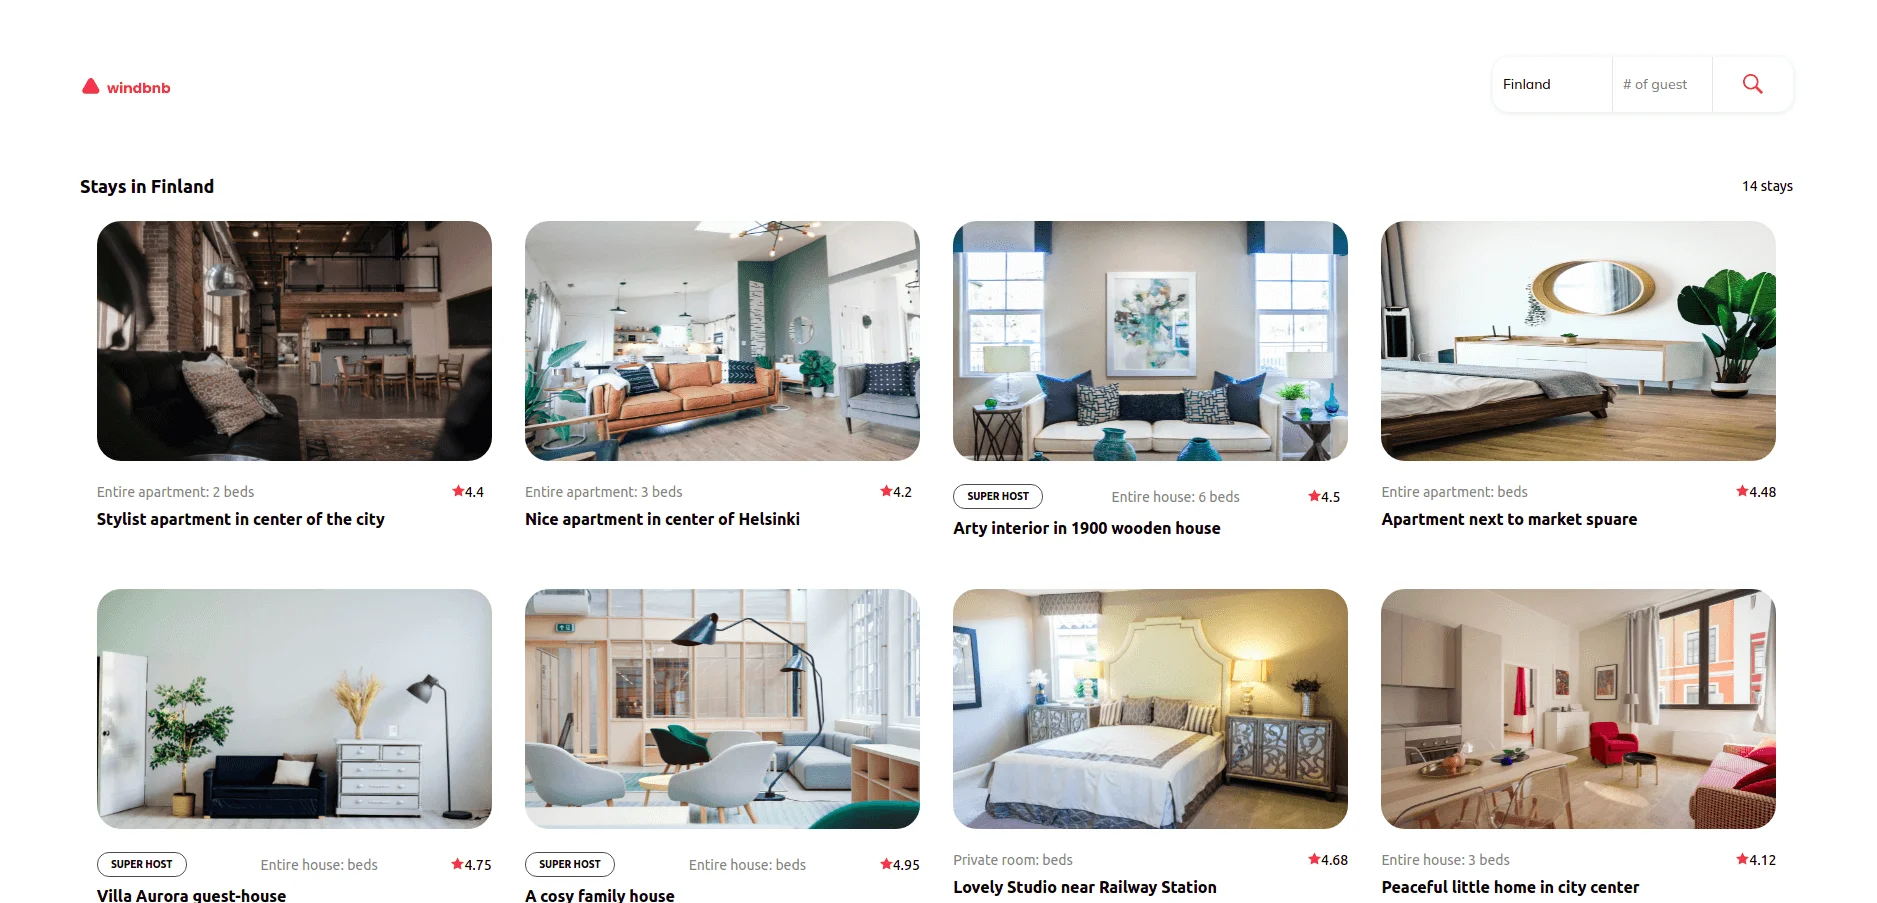 windbnb
Finland
# of guest
Stays in Finland
14 stays
Entire apartment: 2 beds
4.4
Stylist apartment in center of the city
Entire apartment: 3 beds
4.2
Nice apartment in center of Helsinki
SUPER HOST
Entire house: 6 beds
4.5
Arty interior in 1900 wooden house
Entire apartment: beds
4.48
Apartment next to market spuare
SUPER HOST
Entire house: beds
4.75
Villa Aurora guest-house
SUPER HOST
Entire house: beds
4.95
A cosy family house
Private room: beds
4.68
Lovely Studio near Railway Station
Entire house: 3 beds
4.12
Peaceful little home in city center